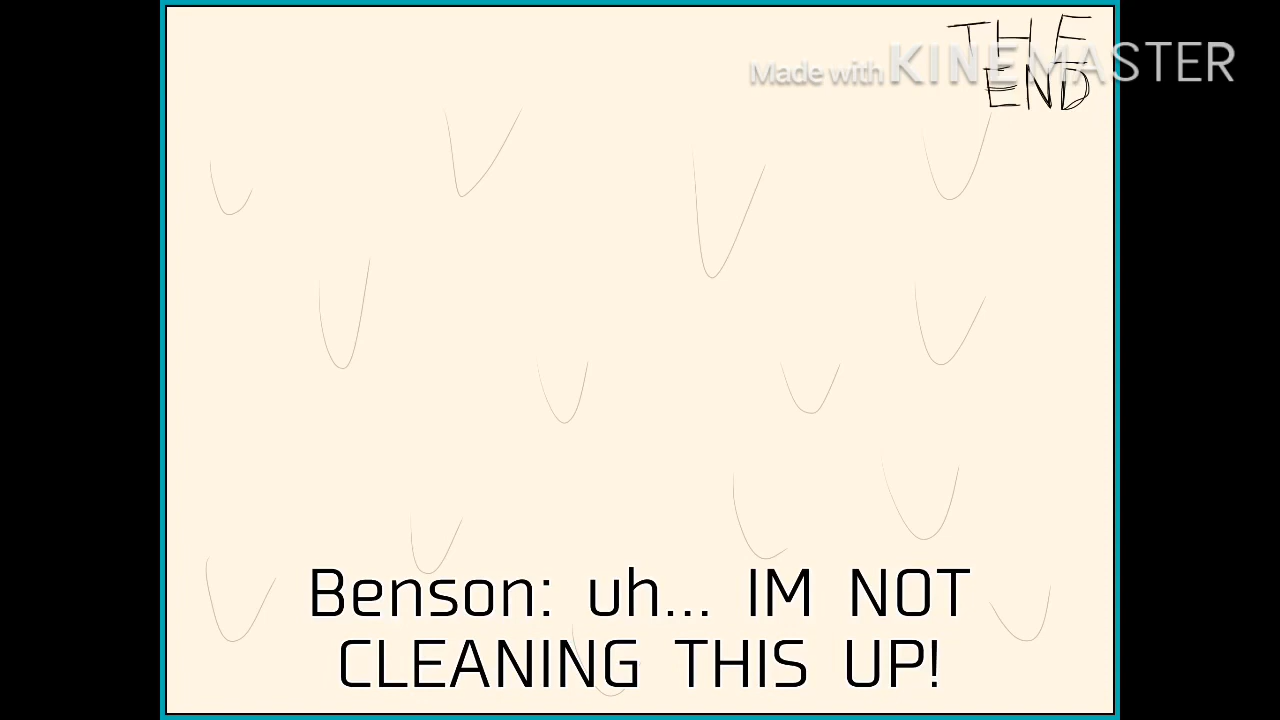 THE
END
Made with KINEMASTER
Benson: uh... IM NOT
CLEANING THIS UP!